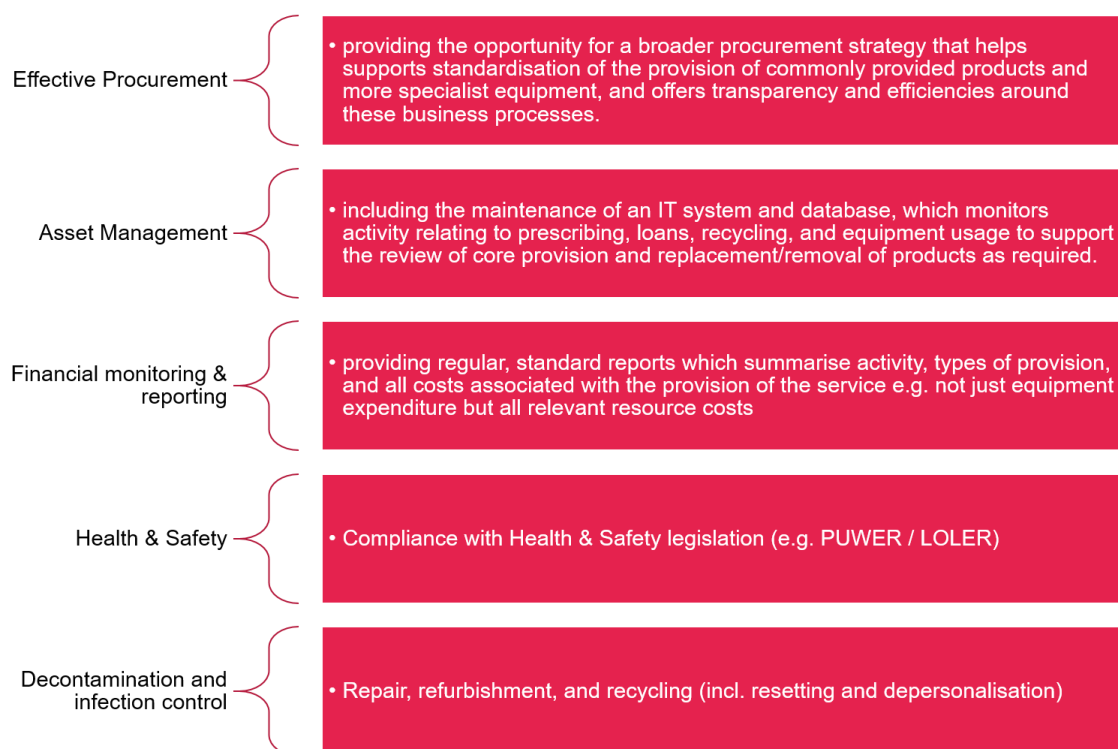 Effective Procurement
• providing the opportunity for a broader procurement strategy that helps
supports standardisation of the provision of commonly provided products and
more specialist equipment, and offers transparency and efficiencies around
these business processes.
Asset Management
• including the maintenance of an IT system and database, which monitors
activity relating to prescribing, loans, recycling, and equipment usage to support
the review of core provision and replacement/removal of products as required.
Financial monitoring &
reporting
• providing regular, standard reports which summarise activity, types of provision,
and all costs associated with the provision of the service e.g. not just equipment
expenditure but all relevant resource costs
Health & Safety
• Compliance with Health & Safety legislation (e.g. PUWER / LOLER)
Decontamination and
infection control
• Repair, refurbishment, and recycling (incl. resetting and depersonalisation)